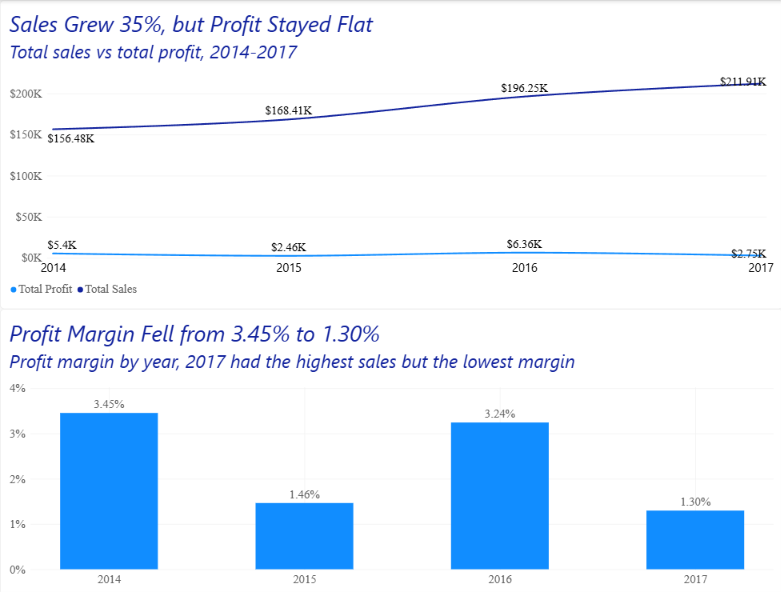 Sales Grew 35%, but Profit Stayed Flat
Total sales vs total profit, 2014-2017
$200K
$150K
$100K
$50K
$0K
$156.48K
$168.41K
$196.25K
$211.91K
$5.4K
$2.46K
$6.36K
$2.75K
2014 2015 2016 2017
Total Profit Total Sales
Profit Margin Fell from 3.45% to 1.30%
Profit margin by year, 2017 had the highest sales but the lowest margin
4%
3%
2%
1%
0%
3.45%
1.46%
3.24%
1.30%
2014 2015 2016 2017